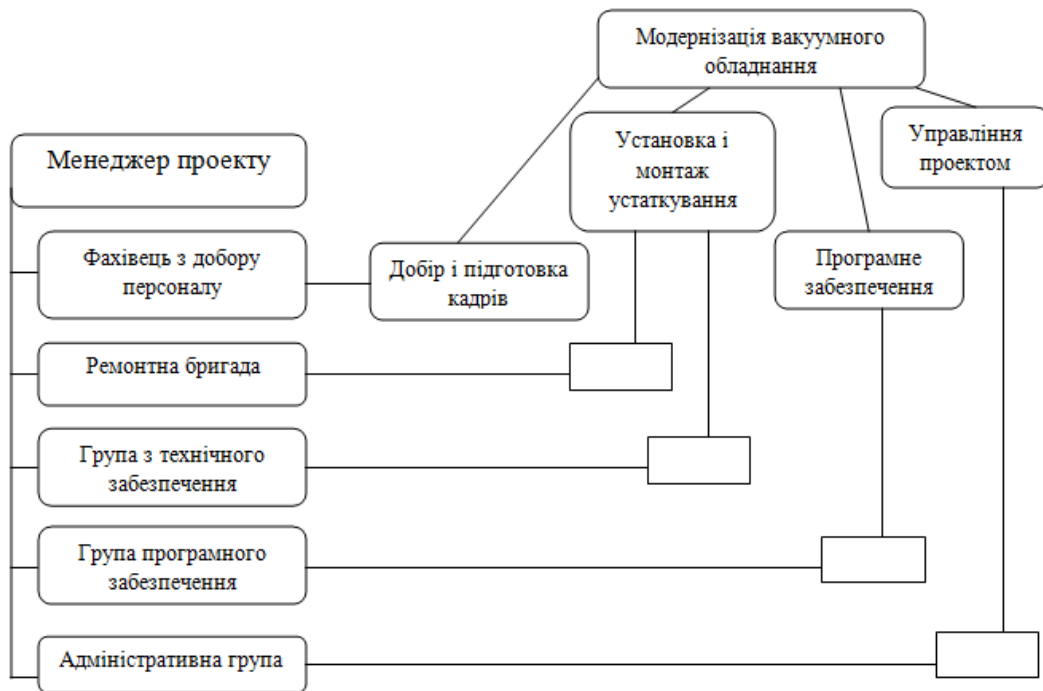 Модернізація вакуумного
обладнання
Установка і
монтаж
устаткування
Управління
проектом
Менеджер проекту
Фахівець з добору
персоналу
Добір і підготовка
кадрів
Програмне
забезпечення
Ремонтна бригада
Група з технічного
забезпечення
Група програмного
забезпечення
Адміністративна група